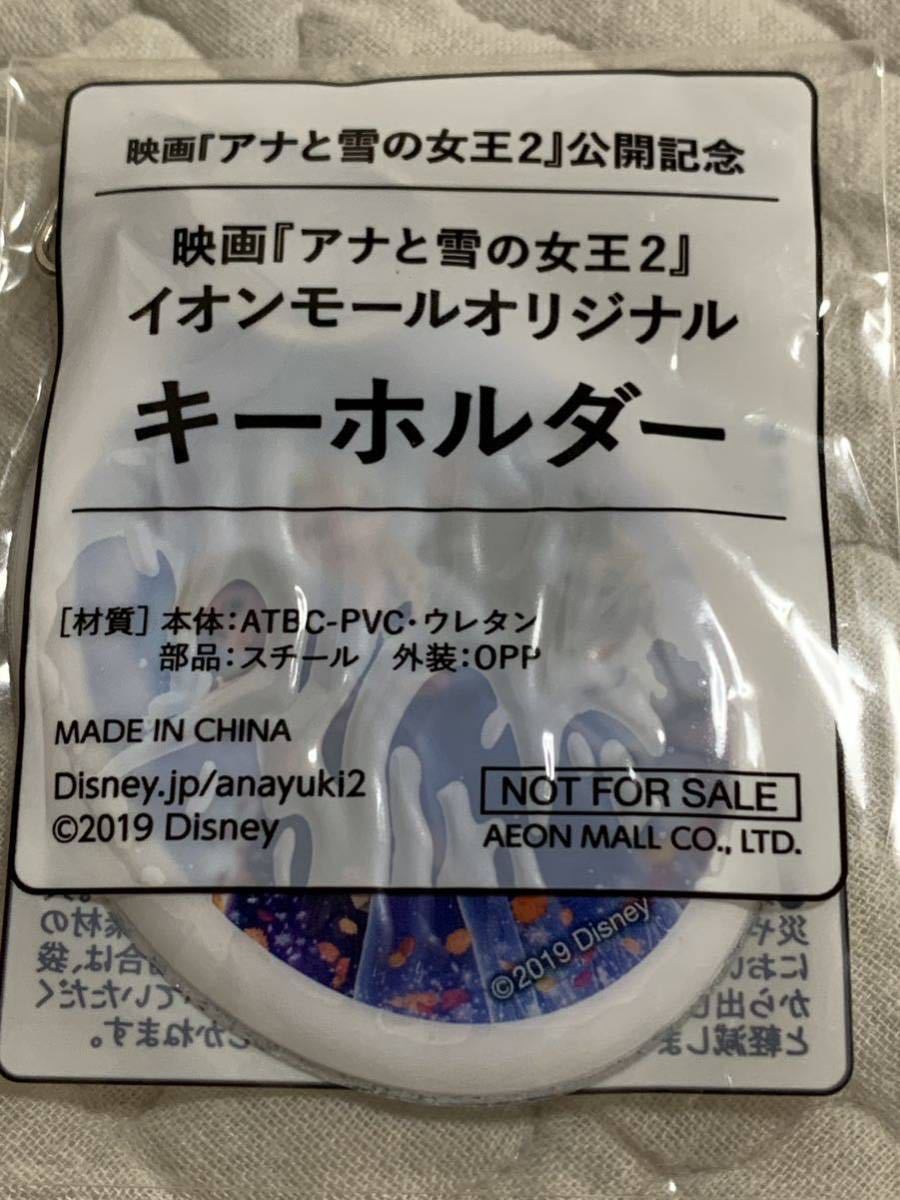 映画『アナと雪の女王2』公開記念
映画『アナと雪の女王2』
イオンモールオリジナル
キーホルダー
[材質] 本体:ATBC-PVC・ウレタン
部品:スチール 外装:OPP
MADE IN CHINA
Disney.jp/anayuki2
©2019 Disney
NOT FOR SALE
AEON MALL CO., LTD.
©2019 Disney